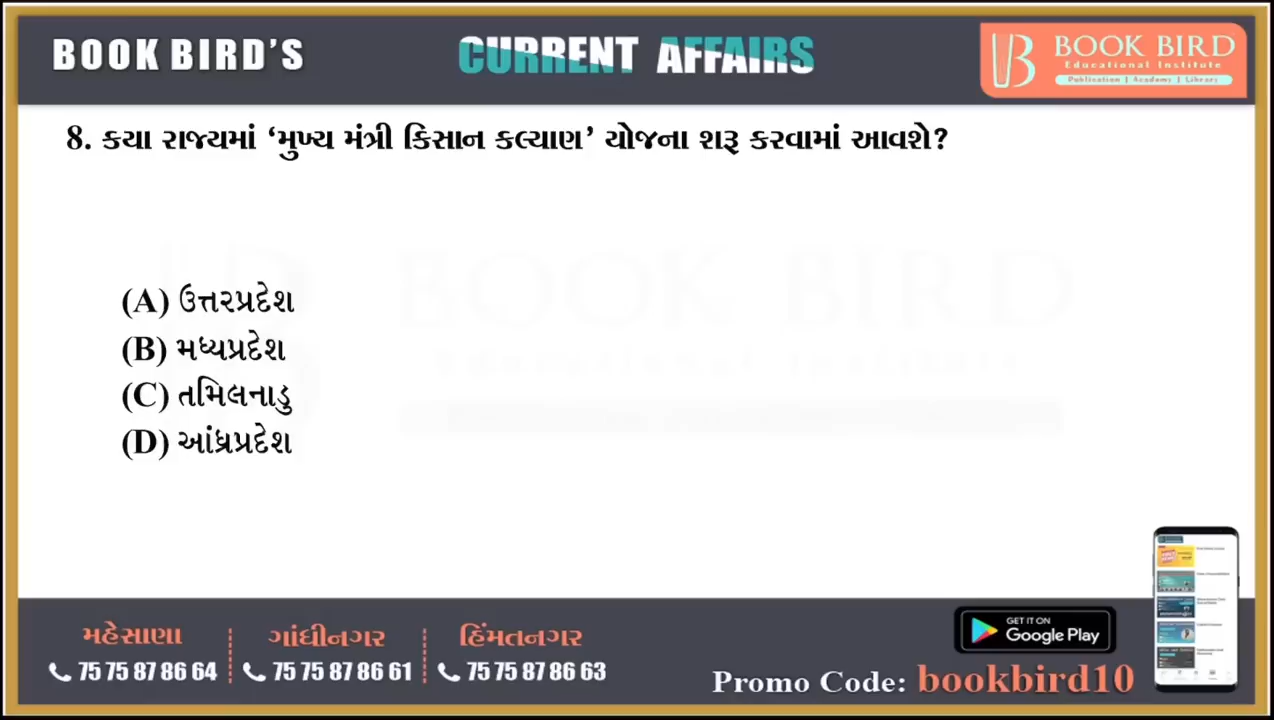 BOOK BIRD'S
CURRENT AFFAIRS
BOOK BIRD
Educational Institute
Publication | Academy | Library
8. કયા રાજ્યમાં ‘મુખ્ય મંત્રી કિસાન કલ્યાણ’ યોજના શરૂ કરવામાં આવશે?
BOOK BIRD
Educational Institute
(A) ઉત્તરપ્રદેશ
(B) મધ્યપ્રદેશ
(C) તમિલનાડુ
(D) આંધ્રપ્રદેશ
મહેસાણા
75 75 87 86 64
ગાંધીનગર
75 75 87 86 61
હિંમતનગર
75 75 87 86 63
GET IT ON
Google Play
Promo Code: bookbird10